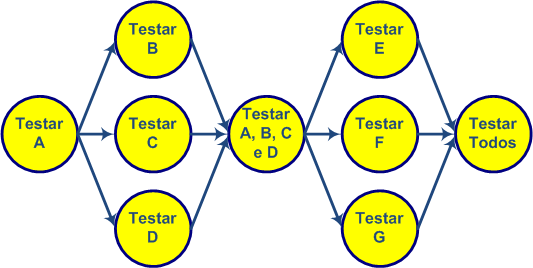 Testar
A
Testar
B
Testar
C
Testar
D
Testar
A, B, C
e D
Testar
E
Testar
F
Testar
G
Testar
Todos